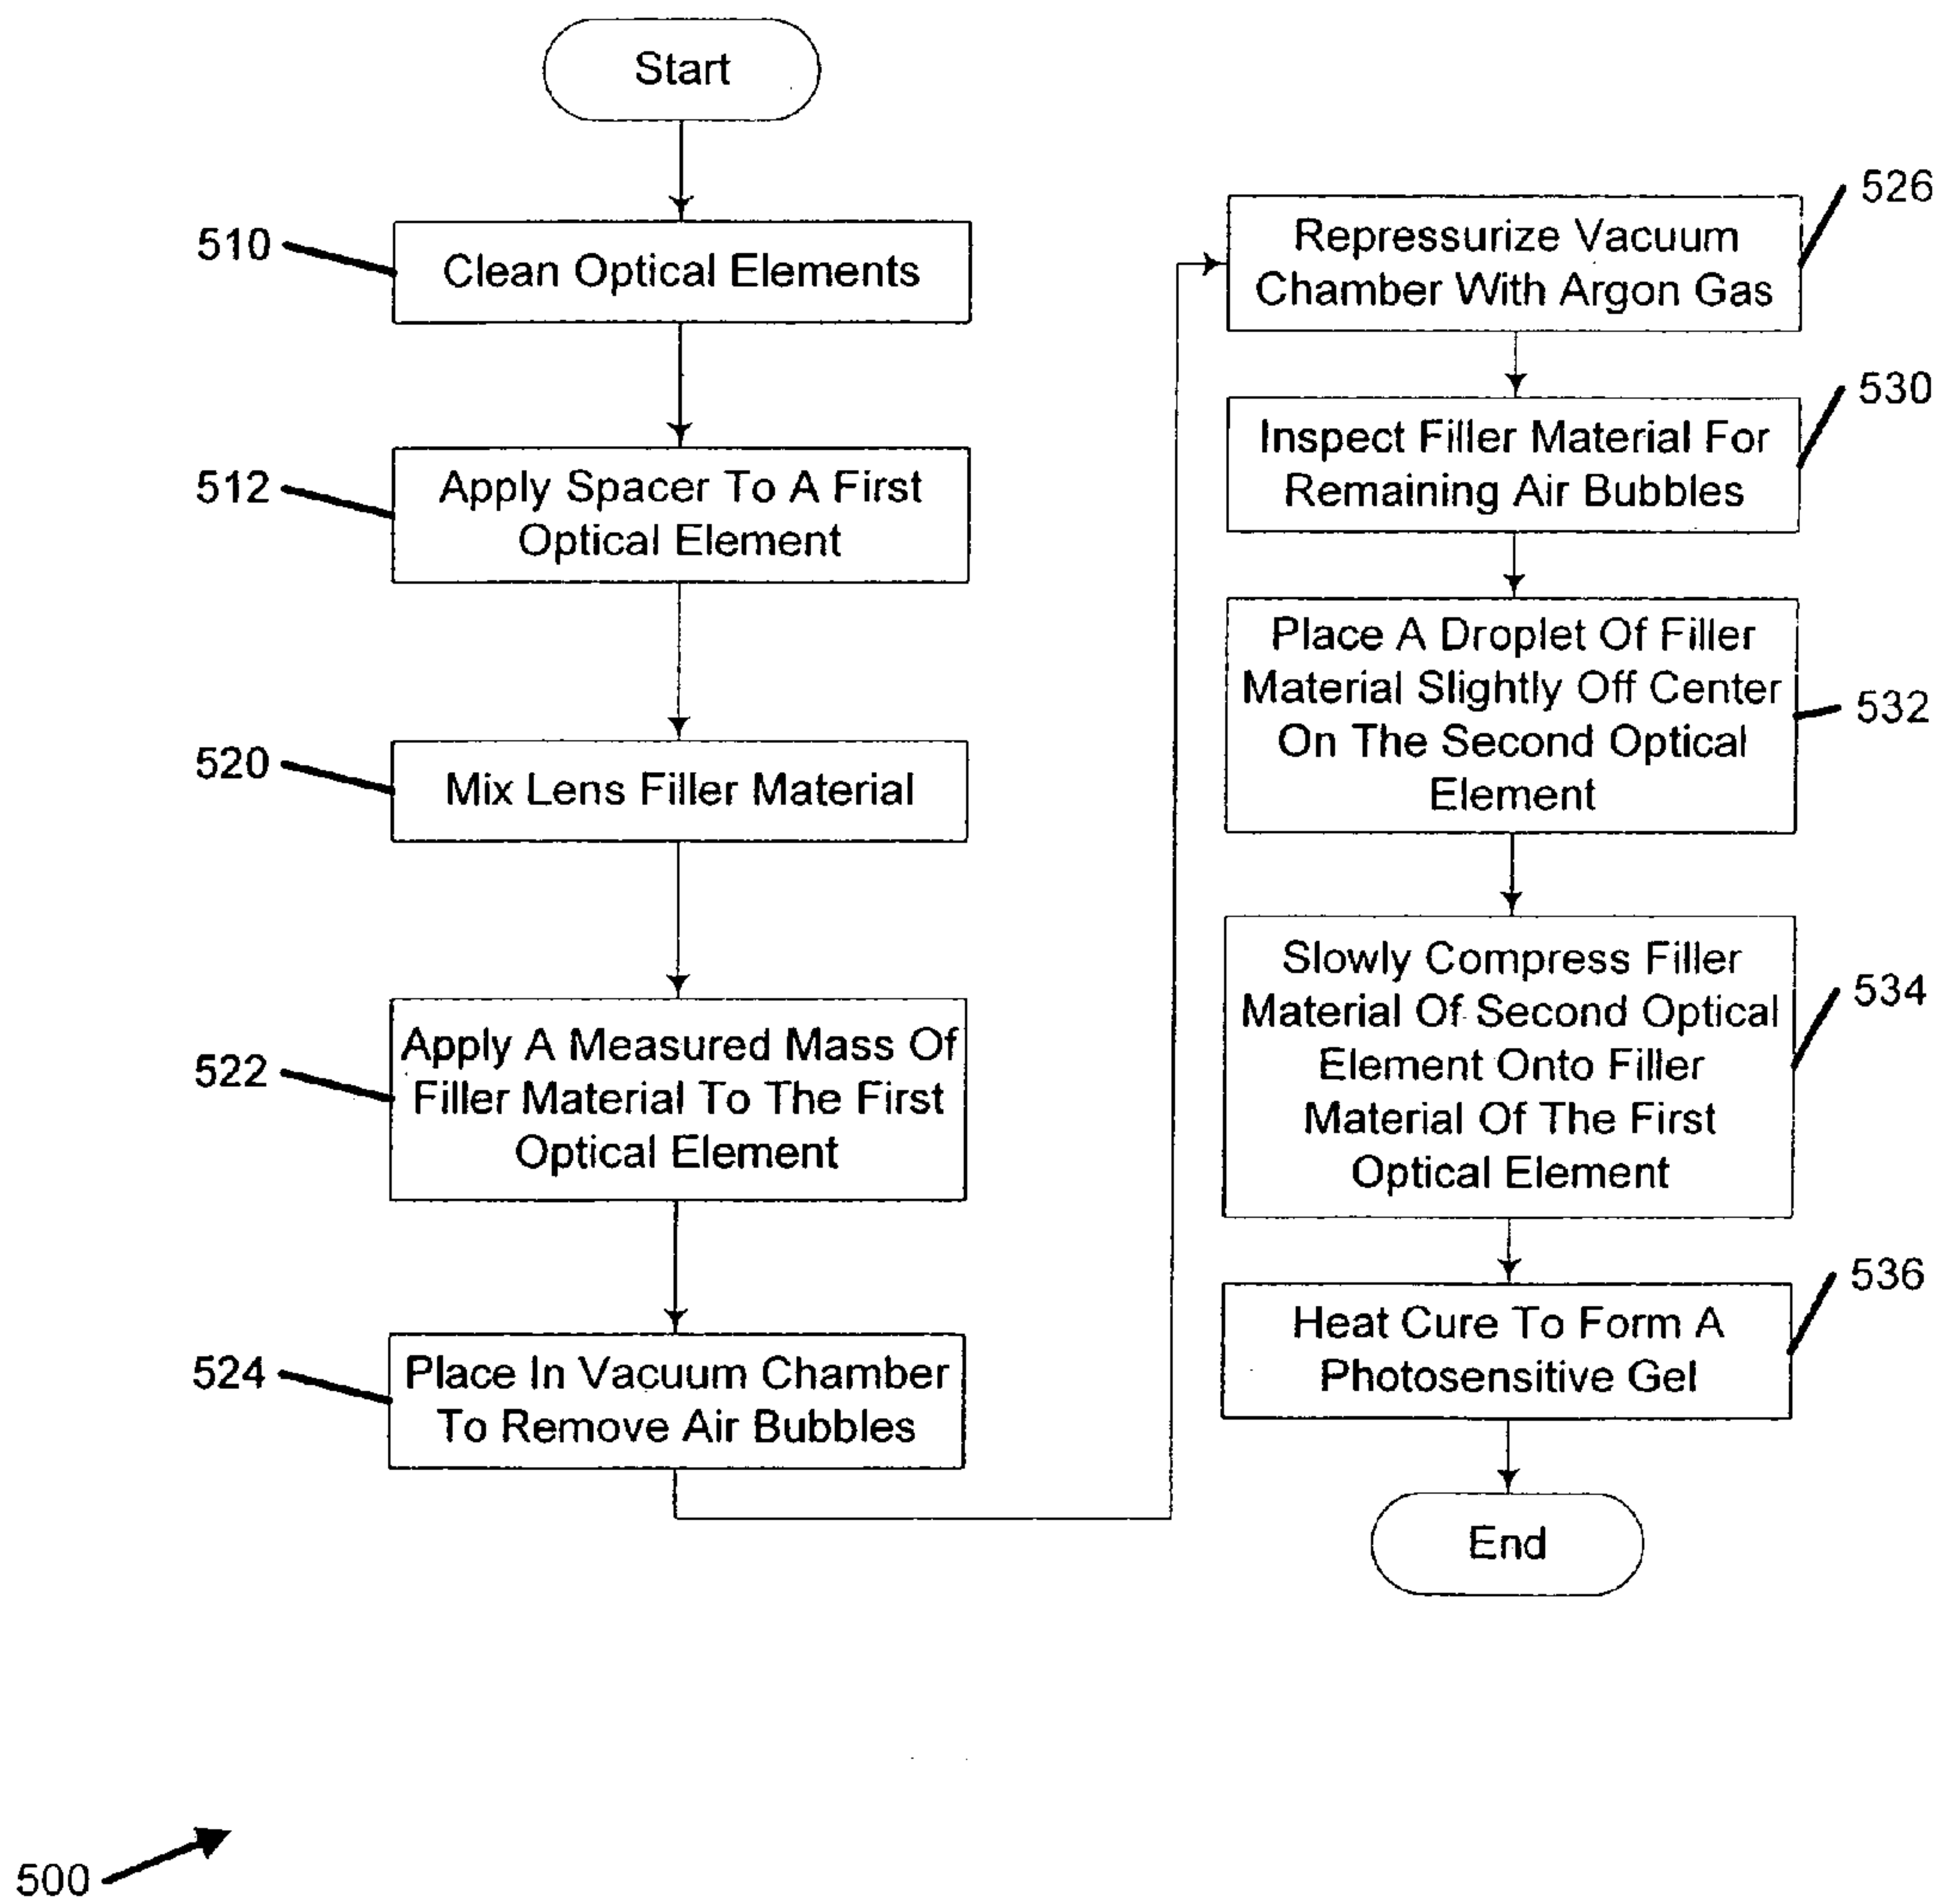 Start
510
Clean Optical Elements
512
Apply Spacer To A First
Optical Element
520
Mix Lens Filler Material
522
Apply A Measured Mass Of
Filler Material To The First
Optical Element
524
Place In Vacuum Chamber
To Remove Air Bubbles
526
Repressurize Vacuum
Chamber With Argon Gas
530
Inspect Filler Material For
Remaining Air Bubbles
532
Place A Droplet Of Filler
Material Slightly Off Center
On The Second Optical
Element
534
Slowly Compress Filler
Material Of Second Optical
Element Onto Filler
Material Of The First
Optical Element
536
Heat Cure To Form A
Photosensitive Gel
End
500